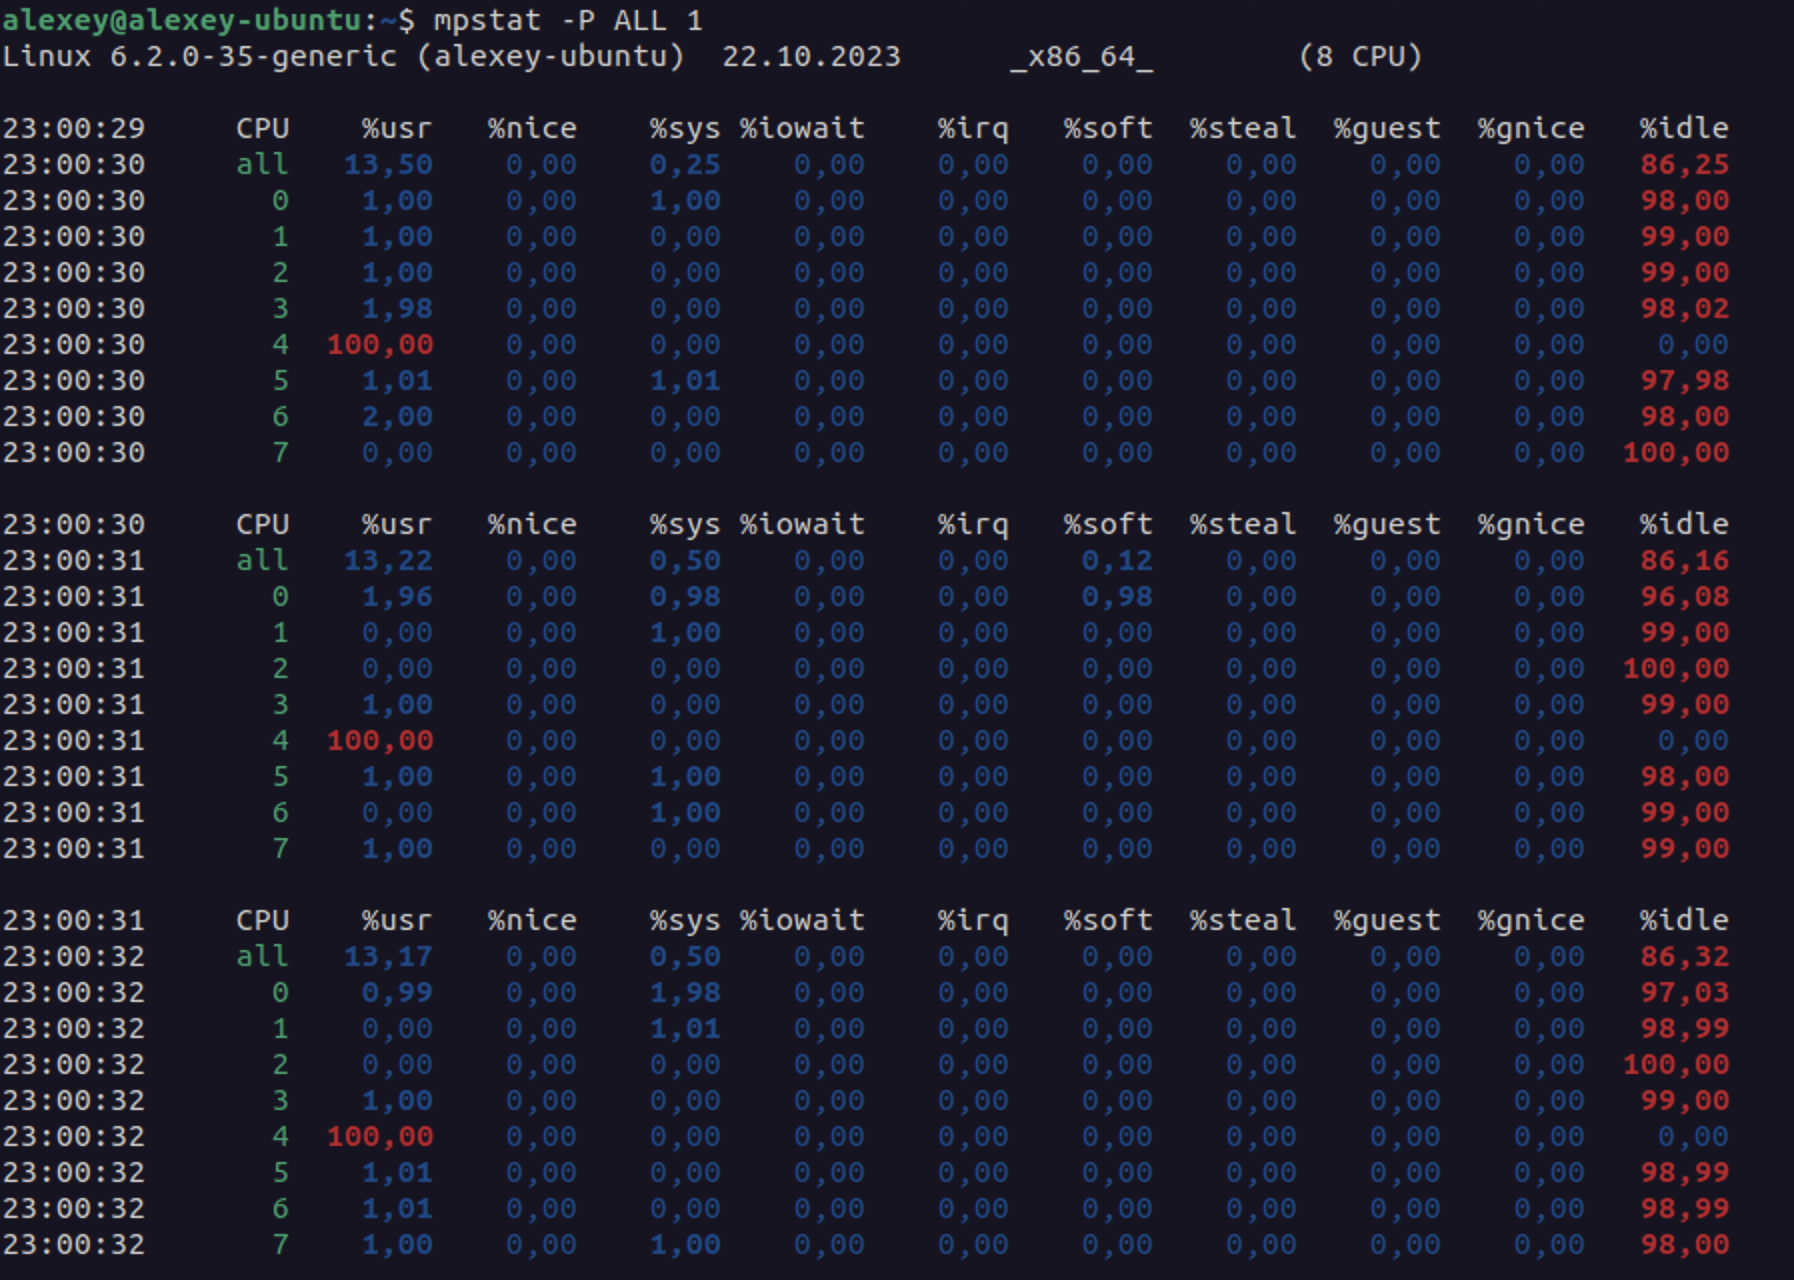 alexey@alexey-ubuntu:~$ mpstat -P ALL 1
Linux 6.2.0-35-generic (alexey-ubuntu)  22.10.2023      _x86_64_        (8 CPU)

23:00:29     CPU    %usr   %nice    %sys %iowait    %irq   %soft  %steal  %guest  %gnice   %idle
23:00:30     all   13,50    0,00    0,25    0,00    0,00    0,00    0,00    0,00    0,00   86,25
23:00:30       0    1,00    0,00    1,00    0,00    0,00    0,00    0,00    0,00    0,00   98,00
23:00:30       1    1,00    0,00    0,00    0,00    0,00    0,00    0,00    0,00    0,00   99,00
23:00:30       2    1,00    0,00    0,00    0,00    0,00    0,00    0,00    0,00    0,00   99,00
23:00:30       3    1,98    0,00    0,00    0,00    0,00    0,00    0,00    0,00    0,00   98,02
23:00:30       4  100,00    0,00    0,00    0,00    0,00    0,00    0,00    0,00    0,00    0,00
23:00:30       5    1,01    0,00    1,01    0,00    0,00    0,00    0,00    0,00    0,00   97,98
23:00:30       6    2,00    0,00    0,00    0,00    0,00    0,00    0,00    0,00    0,00   98,00
23:00:30       7    0,00    0,00    0,00    0,00    0,00    0,00    0,00    0,00    0,00  100,00

23:00:30     CPU    %usr   %nice    %sys %iowait    %irq   %soft  %steal  %guest  %gnice   %idle
23:00:31     all   13,22    0,00    0,50    0,00    0,00    0,12    0,00    0,00    0,00   86,16
23:00:31       0    1,96    0,00    0,98    0,00    0,00    0,98    0,00    0,00    0,00   96,08
23:00:31       1    0,00    0,00    1,00    0,00    0,00    0,00    0,00    0,00    0,00   99,00
23:00:31       2    0,00    0,00    0,00    0,00    0,00    0,00    0,00    0,00    0,00  100,00
23:00:31       3    1,00    0,00    0,00    0,00    0,00    0,00    0,00    0,00    0,00   99,00
23:00:31       4  100,00    0,00    0,00    0,00    0,00    0,00    0,00    0,00    0,00    0,00
23:00:31       5    1,00    0,00    1,00    0,00    0,00    0,00    0,00    0,00    0,00   98,00
23:00:31       6    0,00    0,00    1,00    0,00    0,00    0,00    0,00    0,00    0,00   99,00
23:00:31       7    1,00    0,00    0,00    0,00    0,00    0,00    0,00    0,00    0,00   99,00

23:00:31     CPU    %usr   %nice    %sys %iowait    %irq   %soft  %steal  %guest  %gnice   %idle
23:00:32     all   13,17    0,00    0,50    0,00    0,00    0,00    0,00    0,00    0,00   86,32
23:00:32       0    0,99    0,00    1,98    0,00    0,00    0,00    0,00    0,00    0,00   97,03
23:00:32       1    0,00    0,00    1,01    0,00    0,00    0,00    0,00    0,00    0,00   98,99
23:00:32       2    0,00    0,00    0,00    0,00    0,00    0,00    0,00    0,00    0,00  100,00
23:00:32       3    1,00    0,00    0,00    0,00    0,00    0,00    0,00    0,00    0,00   99,00
23:00:32       4  100,00    0,00    0,00    0,00    0,00    0,00    0,00    0,00    0,00    0,00
23:00:32       5    1,01    0,00    0,00    0,00    0,00    0,00    0,00    0,00    0,00   98,99
23:00:32       6    1,01    0,00    0,00    0,00    0,00    0,00    0,00    0,00    0,00   98,99
23:00:32       7    1,00    0,00    1,00    0,00    0,00    0,00    0,00    0,00    0,00   98,00